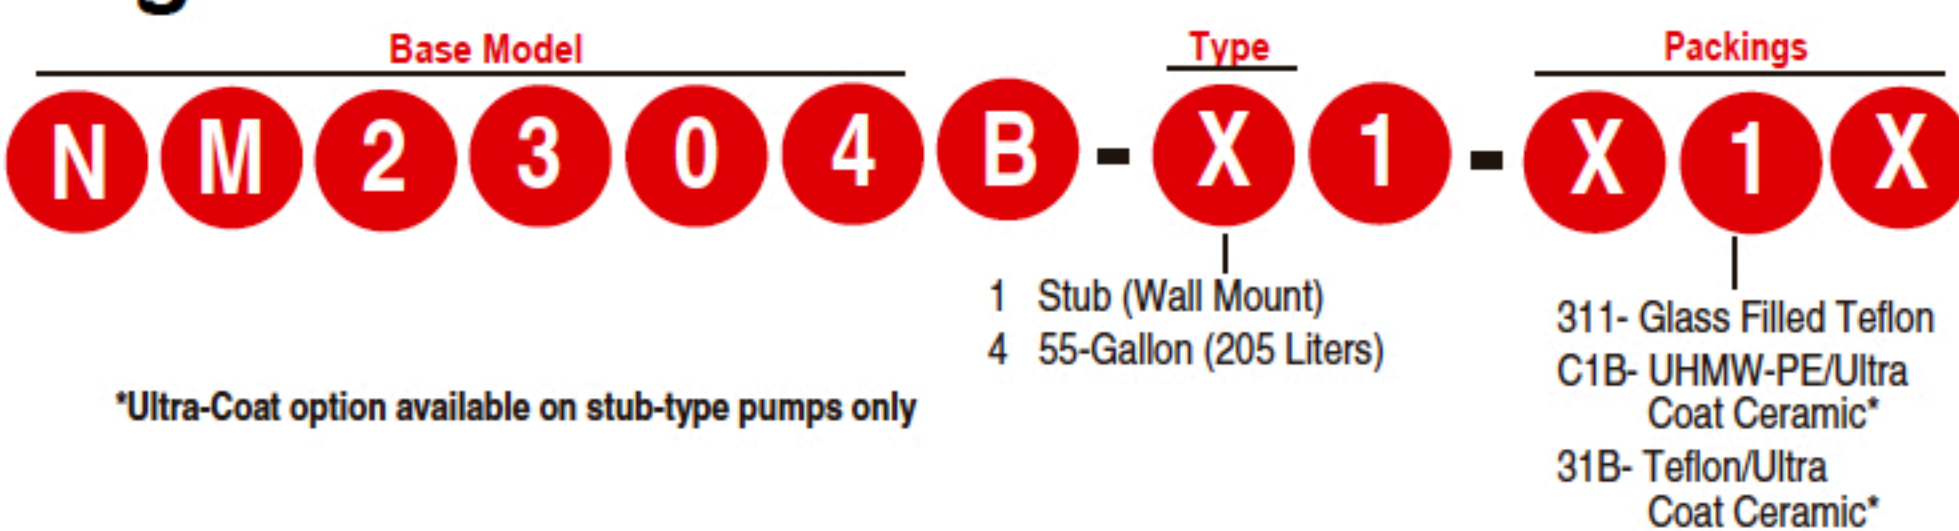 Base Model Type Packings
N M 2 3 0 4 B - X 1 - X 1 X
1 Stub (Wall Mount)
4 55-Gallon (205 Liters)
*Ultra-Coat option available on stub-type pumps only
311- Glass Filled Teflon
C1B- UHMW-PE/Ultra
Coat Ceramic*
31B- Teflon/Ultra
Coat Ceramic*